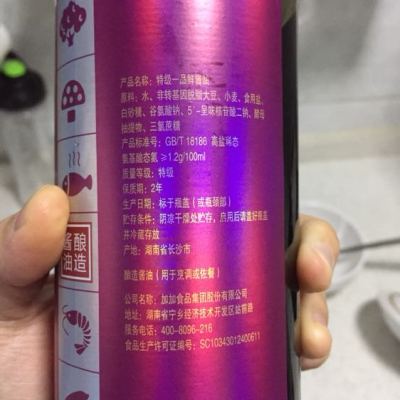 产品名称：特级一品鲜酱油
原料：水、非转基因脱脂大豆、小麦、食用盐、
白砂糖、谷氨酸钠、5'-呈味核苷酸二钠、酵母
抽提物、三氯蔗糖
产品标准号：GB/T 18186 高盐稀态
氨基酸态氮≥1.2g/100ml
质量等级：特级
保质期：2年
生产日期：标于瓶盖（或瓶颈部）
贮存条件：阴凉干燥处贮存，启用后请盖好瓶盖
并冷藏存放
产地：湖南省长沙市
酿造酱油（用于烹调或佐餐）
公司名称：加加食品集团股份有限公司
地址：湖南省宁乡经济技术开发区站前路
服务电话：400-8096-216
食品生产许可证编号：SC10343012400611
酱酿
油造